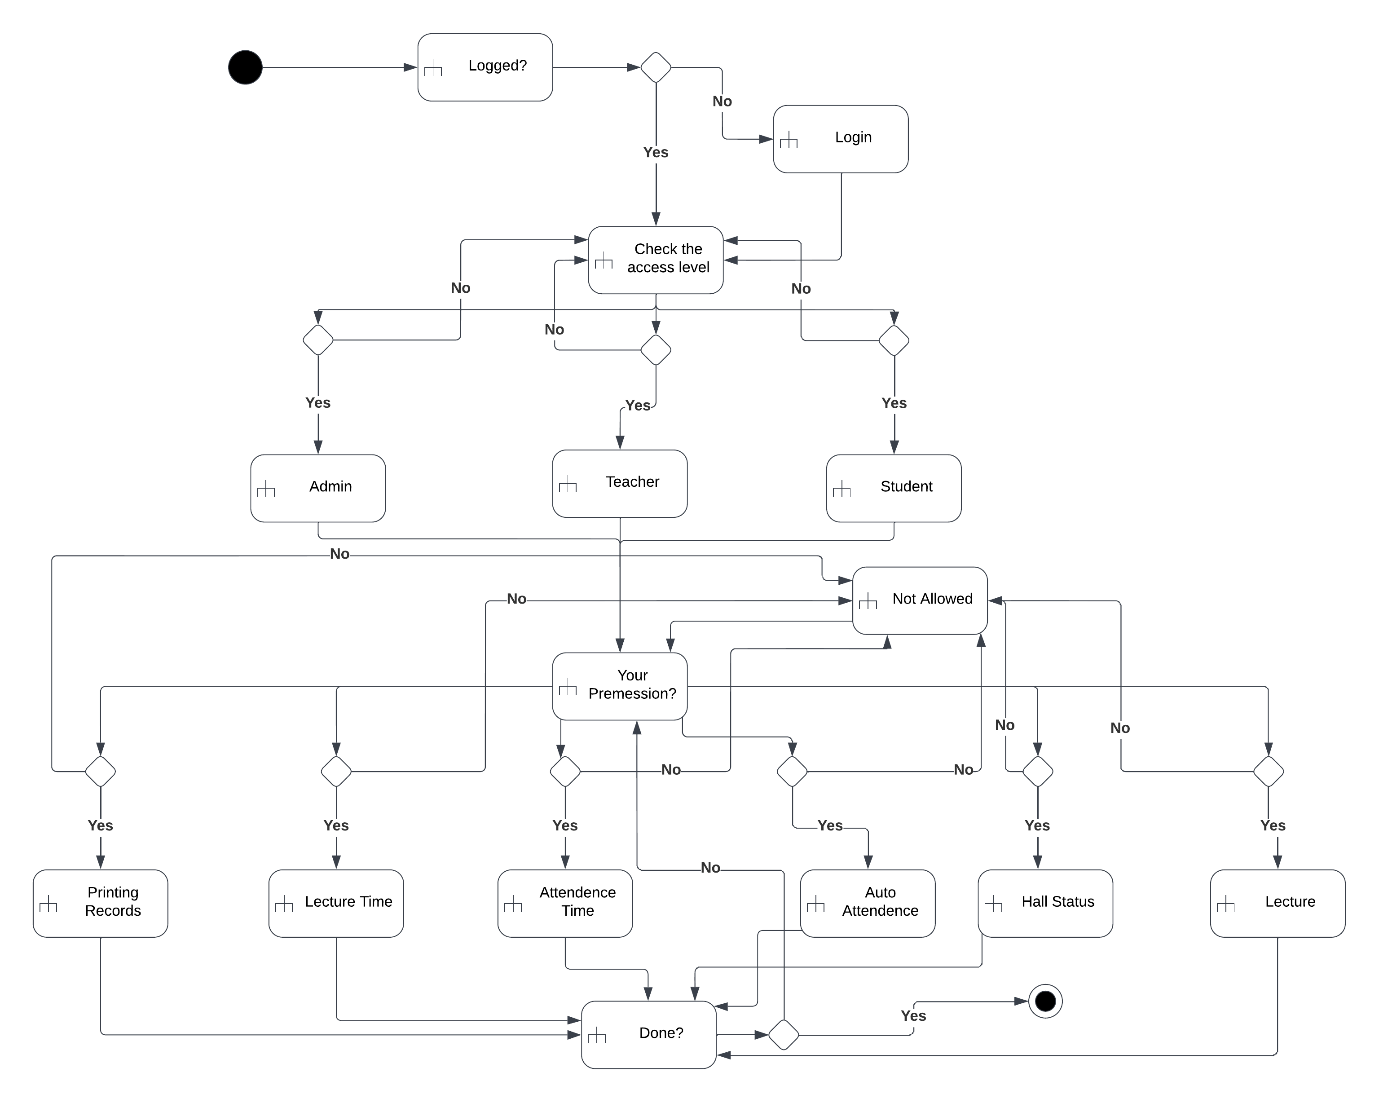 Logged?
No
Login
Yes
Check the
access level
No
No
No
Yes
Yes
Yes
Admin
Teacher
Student
No
No
Not Allowed
Your
Premession?
No
No
No
No
Yes
Yes
Yes
Yes
Yes
Yes
No
Printing
Records
Lecture Time
Attendence
Time
Auto
Attendence
Hall Status
Lecture
Yes
Done?